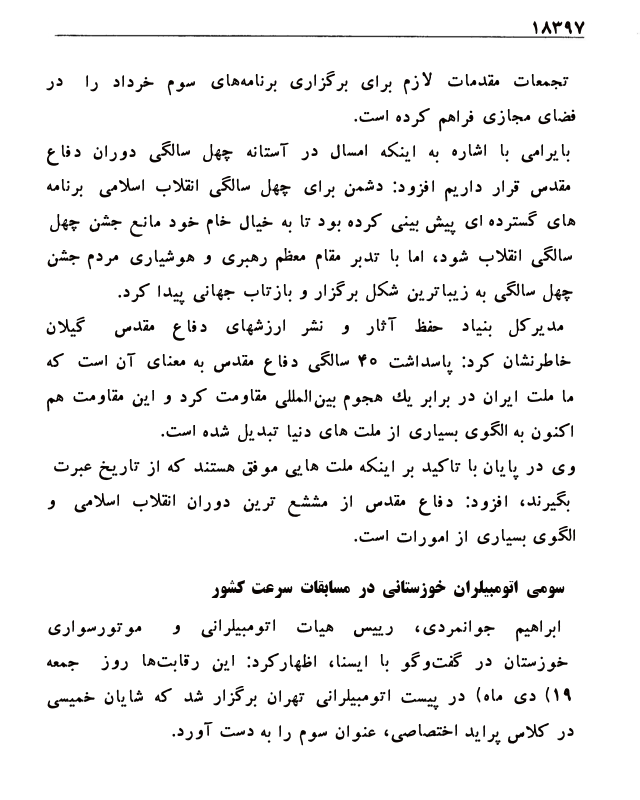 ۱۸۳۹۷
تجمعات مقدمات لازم برای برگزاری برنامه‌های سوم خرداد را در
فضای مجازی فراهم کرده است.
بایرامی با اشاره به اینکه امسال در آستانه چهل سالگی دوران دفاع
مقدس قرار داریم افزود: دشمن برای چهل سالگی انقلاب اسلامی برنامه
های گسترده ای پیش بینی کرده بود تا به خیال خام خود مانع جشن چهل
سالگی انقلاب شود، اما با تدبر مقام معظم رهبری و هوشیاری مردم جشن
چهل سالگی به زیباترین شکل برگزار و بازتاب جهانی پیدا کرد.
مدیرکل بنیاد حفظ آثار و نشر ارزشهای دفاع مقدس گیلان
خاطرنشان کرد: پاسداشت ۴۰ سالگی دفاع مقدس به معنای آن است که
ما ملت ایران در برابر یك هجوم بین‌المللی مقاومت کرد و این مقاومت هم
اکنون به الگوی بسیاری از ملت های دنیا تبدیل شده است.
وی در پایان با تاکید بر اینکه ملت هایی موفق هستند که از تاریخ عبرت
بگیرند، افزود: دفاع مقدس از مششع ترین دوران انقلاب اسلامی و
الگوی بسیاری از امورات است.
سومی اتومبیلران خوزستانی در مسابقات سرعت کشور
ابراهیم جوانمردی، رییس هیات اتومبیلرانی و موتورسواری
خوزستان در گفت‌وگو با ایسنا، اظهارکرد: این رقابت‌ها روز جمعه
۱۹) دی ماه) در پیست اتومبیلرانی تهران برگزار شد که شایان خمیسی
در کلاس پراید اختصاصی، عنوان سوم را به دست آورد.